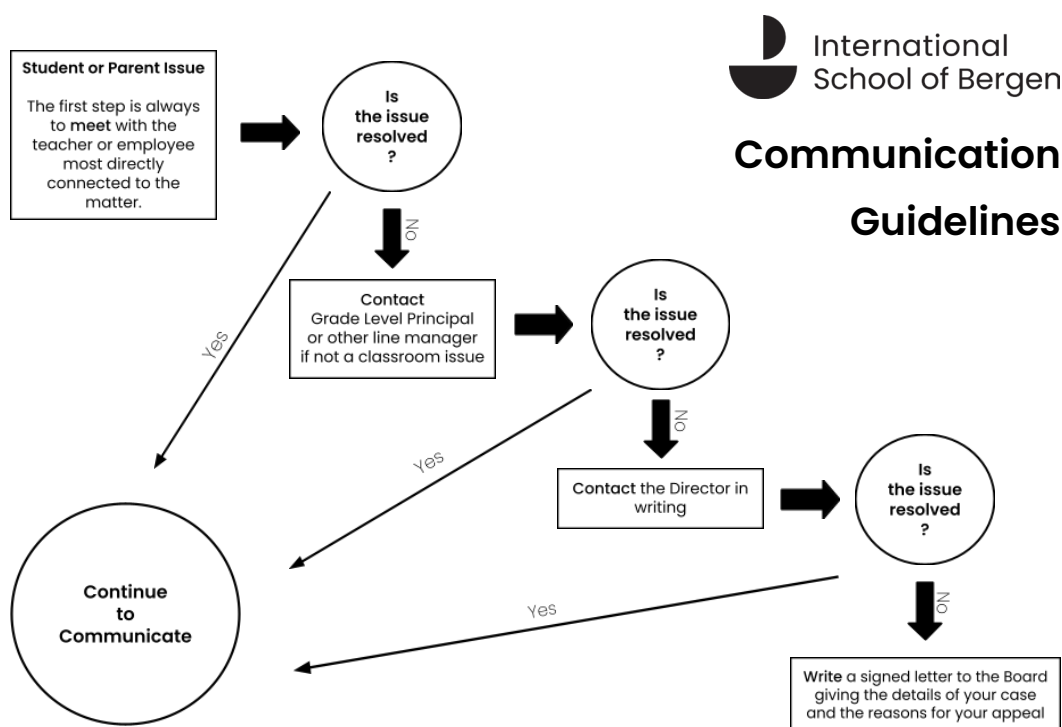 International
School of Bergen
Communication
Guidelines
Student or Parent Issue
The first step is always
to meet with the
teacher or employee
most directly
connected to the
matter.
Is
the issue
resolved
?
No
Yes
Contact
Grade Level Principal
or other line manager
if not a classroom issue
Is
the issue
resolved
?
No
Yes
Contact the Director in
writing
Is
the issue
resolved
?
No
Yes
Continue
to
Communicate
Write a signed letter to the Board
giving the details of your case
and the reasons for your appeal